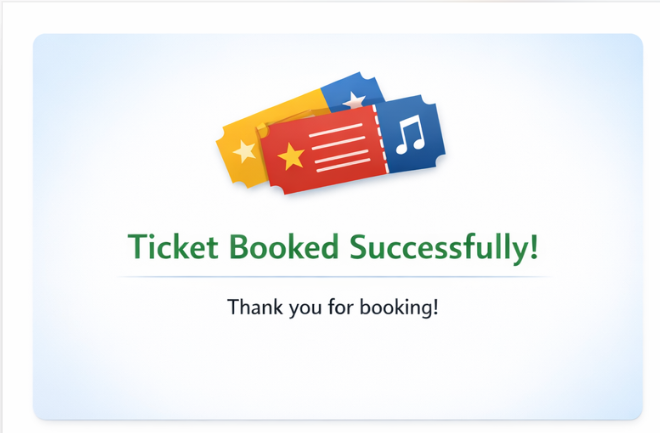 Ticket Booked Successfully!
Thank you for booking!